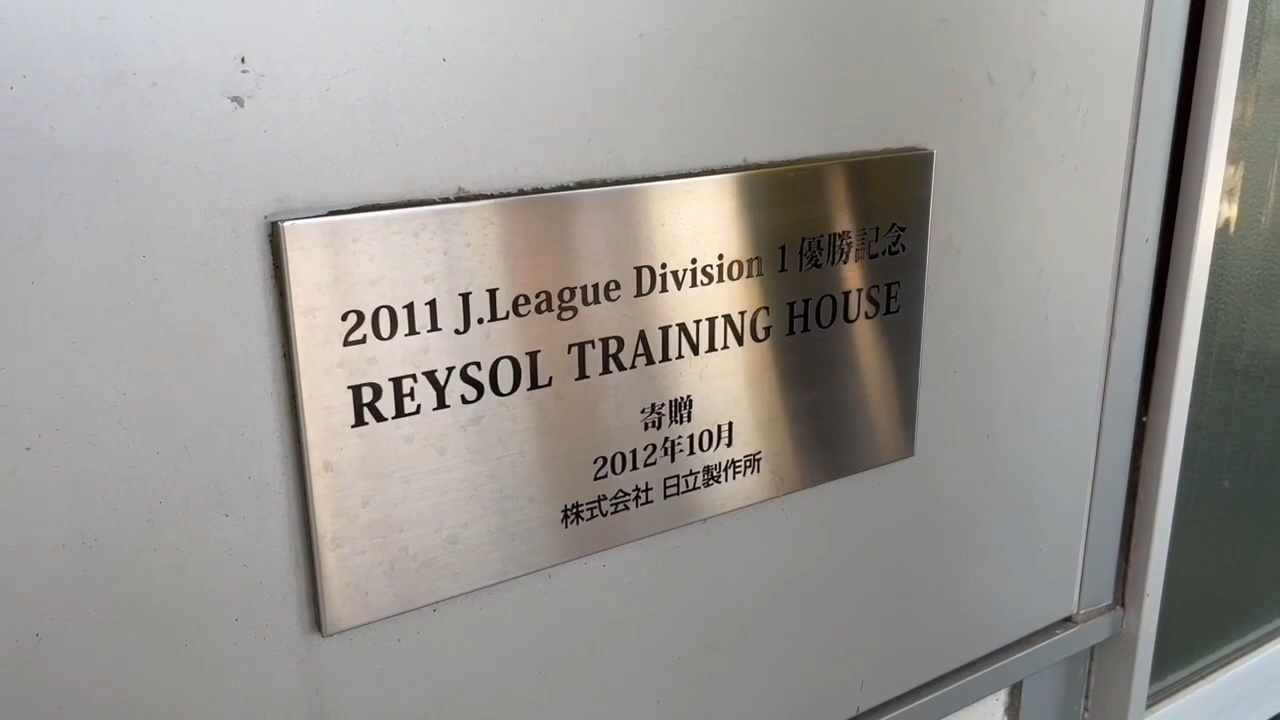 2011 J.League Division 1 優勝記念
REYSOL TRAINING HOUSE
寄贈
2012年10月
株式会社 日立製作所